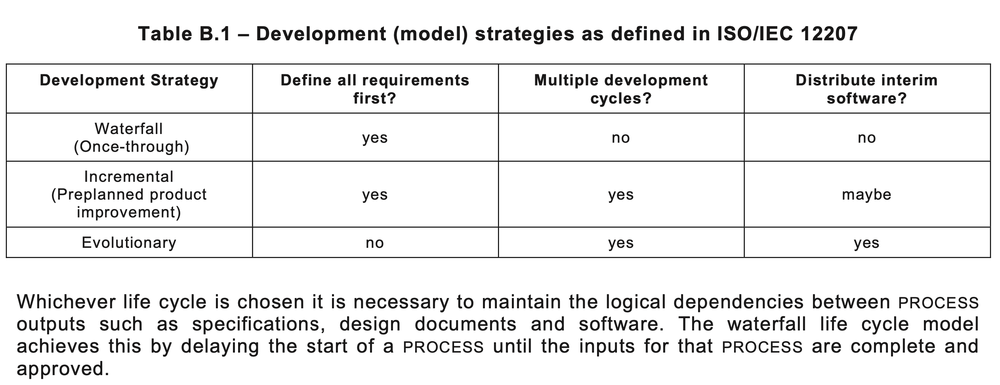 Table B.1 – Development (model) strategies as defined in ISO/IEC 12207
Development Strategy
Define all requirements
first?
Multiple development
cycles?
Distribute interim
software?
Waterfall
(Once-through)
yes
no
no
Incremental
(Preplanned product
improvement)
yes
yes
maybe
Evolutionary
no
yes
yes
Whichever life cycle is chosen it is necessary to maintain the logical dependencies between PROCESS
outputs such as specifications, design documents and software. The waterfall life cycle model
achieves this by delaying the start of a PROCESS until the inputs for that PROCESS are complete and
approved.